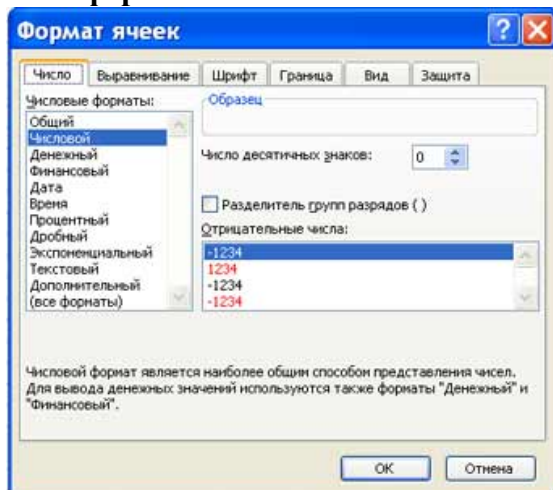 Формат ячеек
Число Выравнивание Шрифт Граница Вид Защита
Числовые форматы:
Общий
Числовой
Денежный
Финансовый
Дата
Время
Процентный
Дробный
Экспоненциальный
Текстовый
Дополнительный
(все форматы)
Образец
Число десятичных знаков: 0
Разделитель групп разрядов ( )
Отрицательные числа:
-1234
1234
-1234
-1234
Числовой формат является наиболее общим способом представления чисел.
Для вывода денежных значений используются также форматы "Денежный" и
"Финансовый".
ОК Отмена